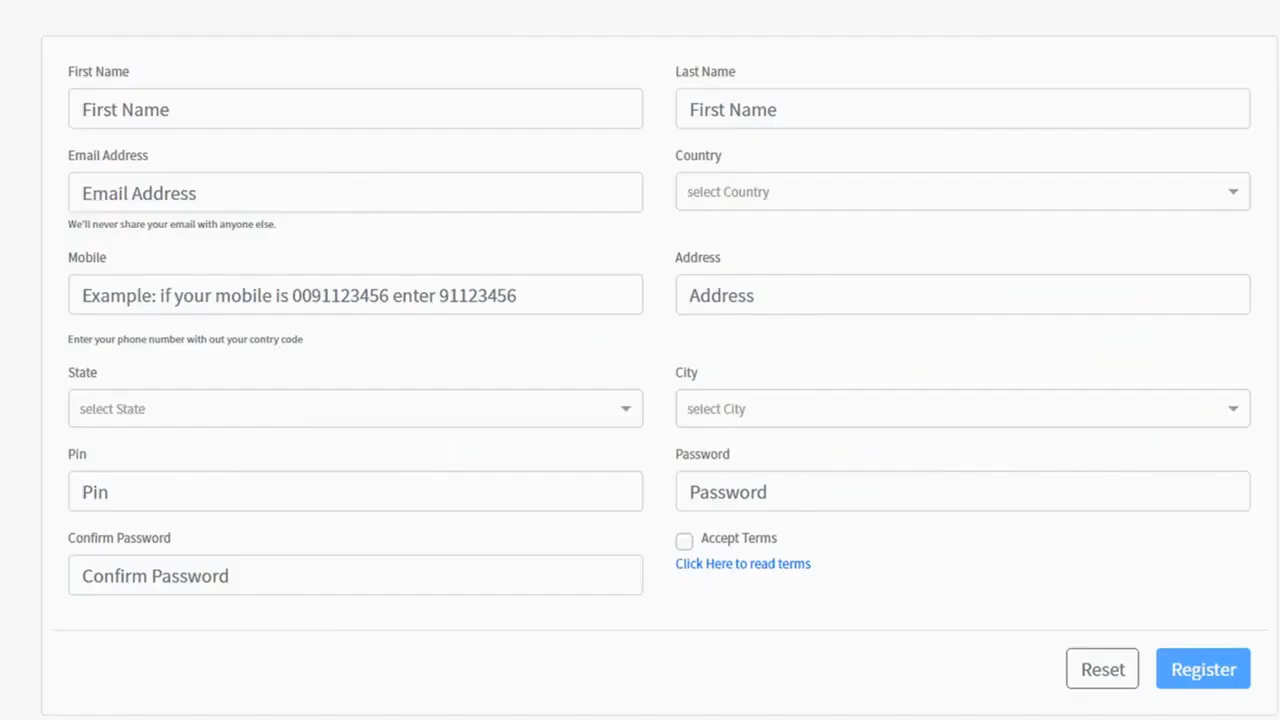 First Name
Last Name
First Name
First Name
Email Address
Country
Email Address
select Country
We'll never share your email with anyone else.
Mobile
Address
Example: if your mobile is 0091123456 enter 91123456
Address
Enter your phone number with out your contry code
State
City
select State
select City
Pin
Password
Pin
Password
Confirm Password
Accept Terms
Click Here to read terms
Confirm Password
Reset
Register